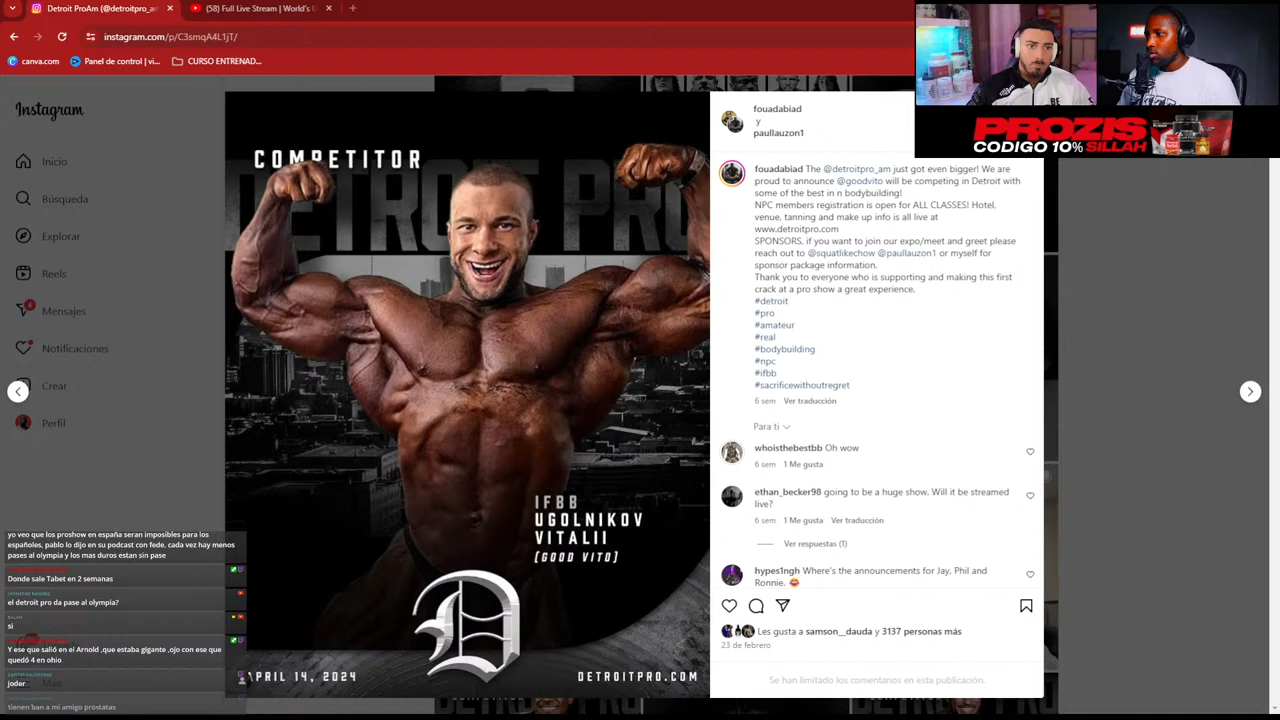 Detroit ProAm (@detroitpro_am
(58) Full Live Stream | World's U
instagram.com/p/C3smqA4L1jT/
canva.com
Panel de control | vi...
CURSO ENTRENAD...
Instagram
Inicio
Búsqueda
Explorar
Reels
4
Mensajes
Notificaciones
Crear
Perfil
Más
COMPETITOR
DETROIT PRO
IFBB
UGOLNIKOV
VITALII
[GOOD VITO]
D
APRIL 14, 2024
DETROITPRO.COM
fouadabiad
y
paullauzon1
fouadabiad The @detroitpro_am just got even bigger! We are
proud to announce @goodvito will be competing in Detroit with
some of the best in n bodybuilding!
NPC members registration is open for ALL CLASSES! Hotel,
venue, tanning and make up info is all live at
www.detroitpro.com
SPONSORS, if you want to join our expo/meet and greet please
reach out to @squatlikechow @paullauzon1 or myself for
sponsor package information.
Thank you to everyone who is supporting and making this first
crack at a pro show a great experience.
#detroit
#pro
#amateur
#real
#bodybuilding
#npc
#ifbb
#sacrificewithoutregret
6 sem Ver traducción
Para ti
whoisthebestbb Oh wow
6 sem 1 Me gusta
ethan_becker98 going to be a huge show. Will it be streamed
live?
6 sem 1 Me gusta Ver traducción
Ver respuestas (1)
hypes1ngh Where's the announcements for Jay, Phil and
Ronnie. 😂
Les gusta a samson__dauda y 3137 personas más
23 de febrero
Se han limitado los comentarios en esta publicación.
PROZIS
CODIGO 10% SILLAH
yo veo que los proshow en españa seran imposibles para los
españoles, pablo lo dijo en su podcast con fede, cada vez hay menos
pases al olympia y los mas duros estan sin pase
Donde sale Tabet en 2 semanas
el detroit pro da pase al olympia?
si
Y ese que salió en el Arnold ,que estaba gIgante ,ojo con ese que
quedó 4 en ohio
joder
tienen ban a mi amigo prostatas